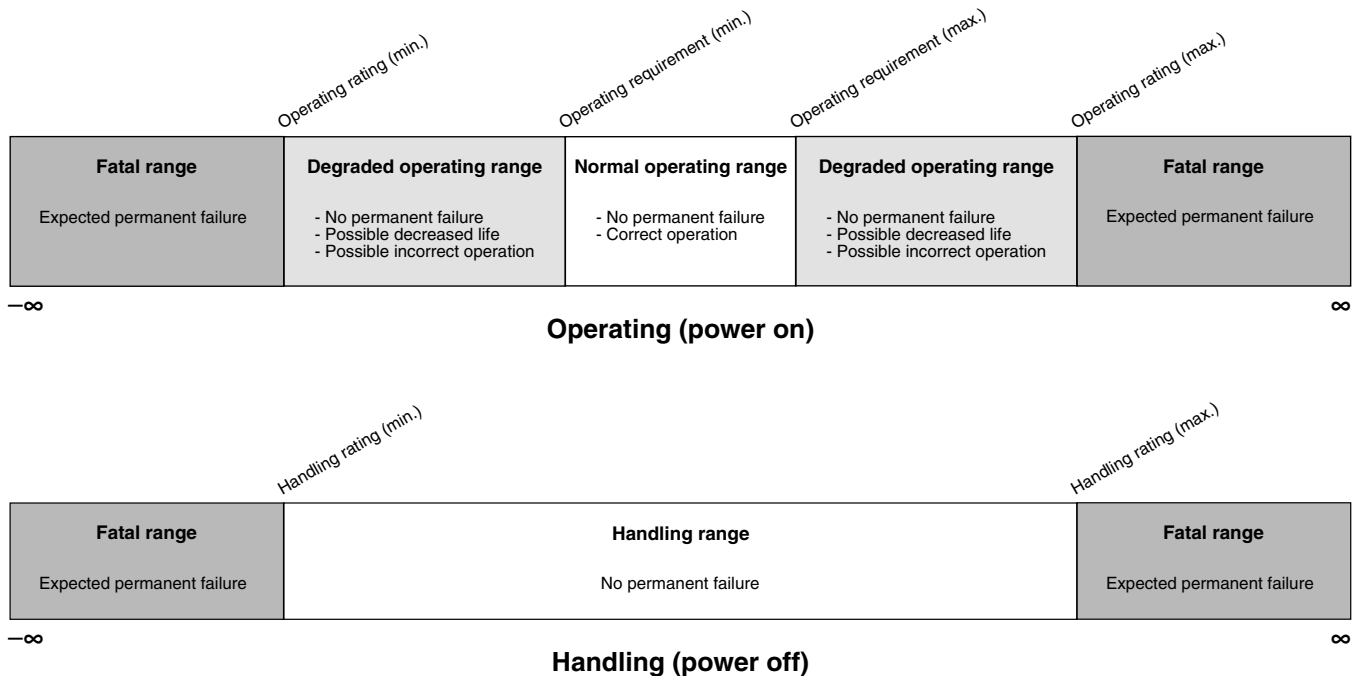 Operating rating (min.)
Operating requirement (min.)
Operating requirement (max.)
Operating rating (max.)
Fatal range
Expected permanent failure
Degraded operating range
- No permanent failure
- Possible decreased life
- Possible incorrect operation
Normal operating range
- No permanent failure
- Correct operation
Degraded operating range
- No permanent failure
- Possible decreased life
- Possible incorrect operation
Fatal range
Expected permanent failure
–∞
∞
Operating (power on)
Handling rating (min.)
Handling rating (max.)
Fatal range
Expected permanent failure
Handling range
No permanent failure
Fatal range
Expected permanent failure
–∞
∞
Handling (power off)